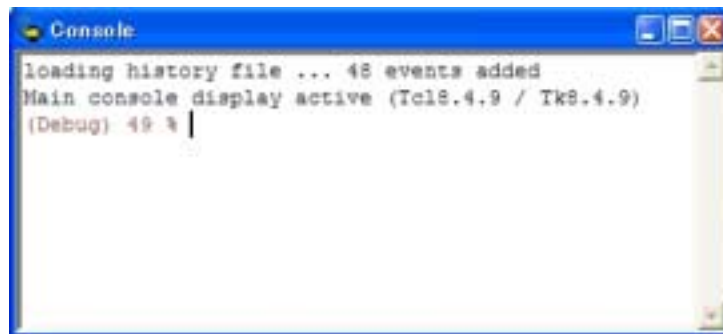 Console
loading history file ... 48 events added
Main console display active (Tcl8.4.9 / Tk8.4.9)
(Debug) 49 %